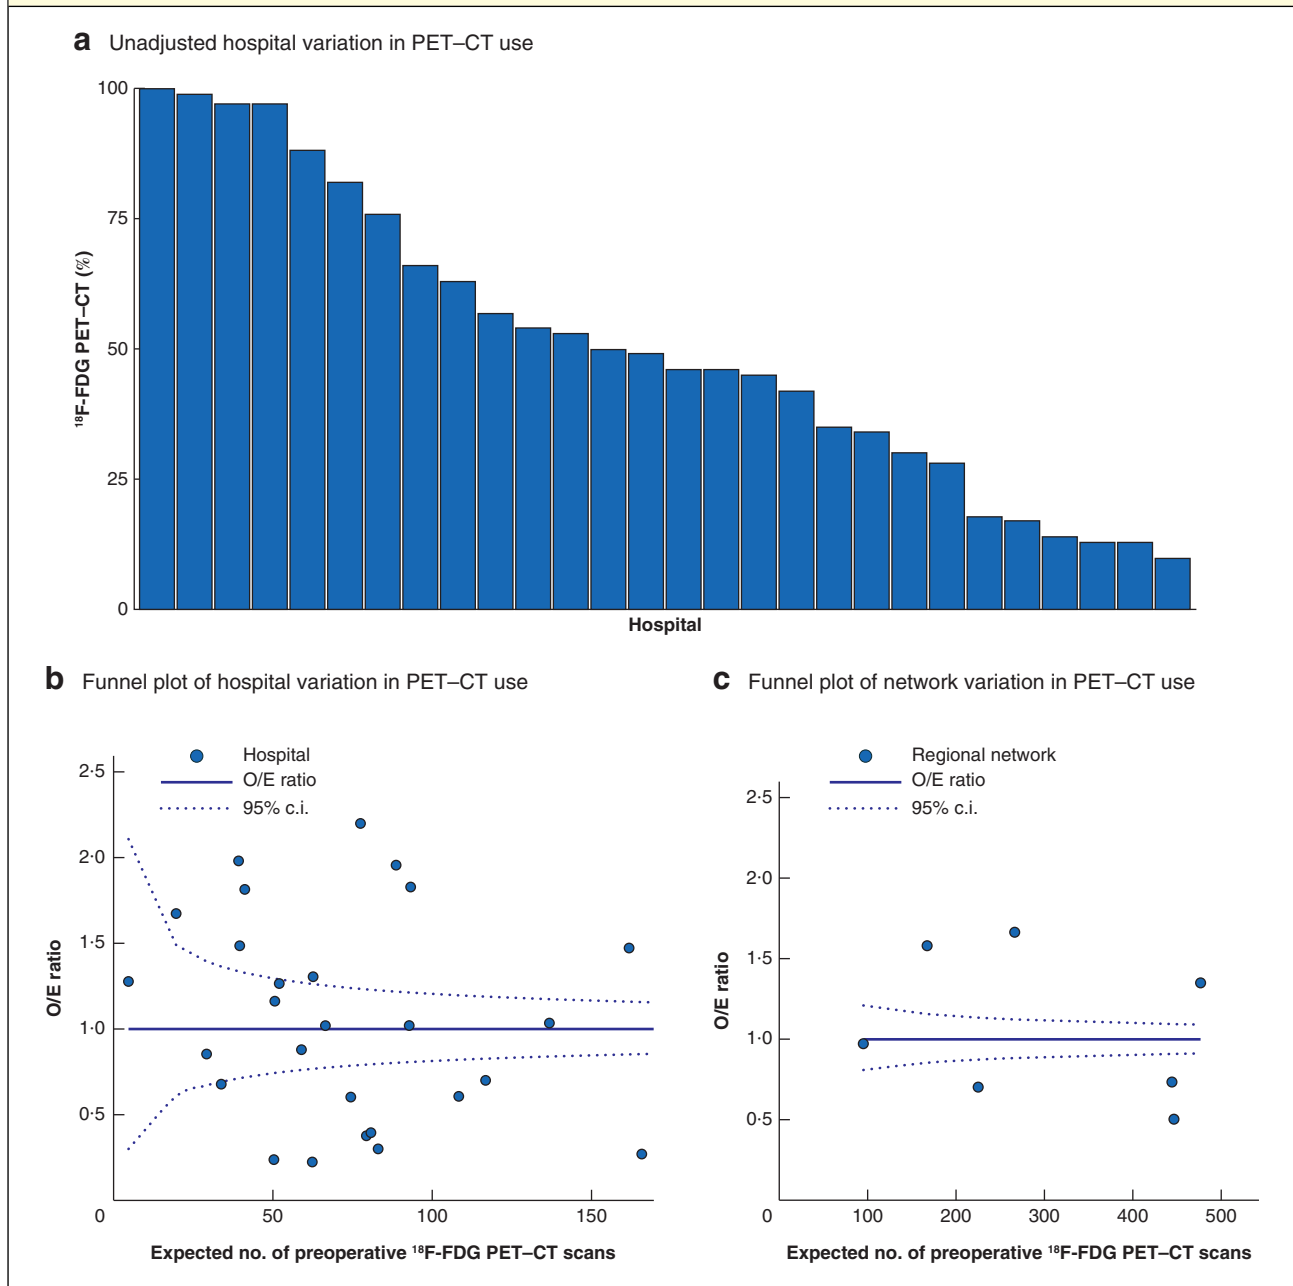 a Unadjusted hospital variation in PET–CT use
100
75
50
25
0
¹⁸F-FDG PET–CT (%)
Hospital
b Funnel plot of hospital variation in PET–CT use
Hospital
O/E ratio
95% c.i.
2·5
2·0
1·5
1·0
0·5
O/E ratio
0 50 100 150
Expected no. of preoperative ¹⁸F-FDG PET–CT scans
c Funnel plot of network variation in PET–CT use
Regional network
O/E ratio
95% c.i.
2·5
2·0
1·5
1·0
0·5
O/E ratio
0 100 200 300 400 500
Expected no. of preoperative ¹⁸F-FDG PET–CT scans